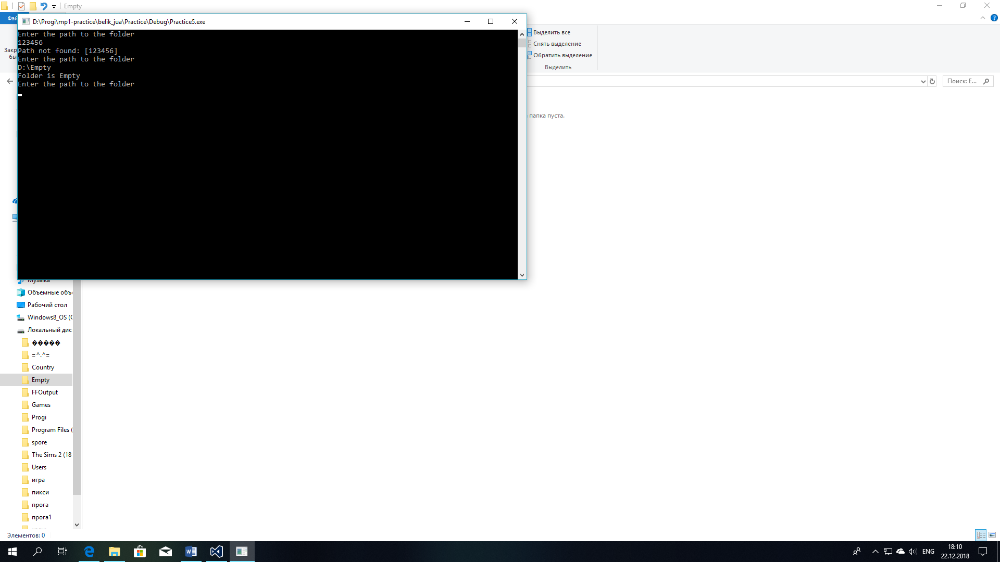 Empty
D:\Progi\mp1-practice\belik_jua\Practice\Debug\Practice5.exe
Enter the path to the folder
123456
Path not found: [123456]
Enter the path to the folder
D:\Empty
Folder is Empty
Enter the path to the folder
Выделить все
Снять выделение
Обратить выделение
Выделить
Поиск: E...
папка пуста.
Музыка
Объемные объ
Рабочий стол
Windows8_OS (C
Локальный дис
�����
=^.^=
Country
Empty
FFOutput
Games
Progi
Program Files (
spore
The Sims 2 (18
Users
игра
пикси
прога
прога1
Элементов: 0
ENG
18:10
22.12.2018